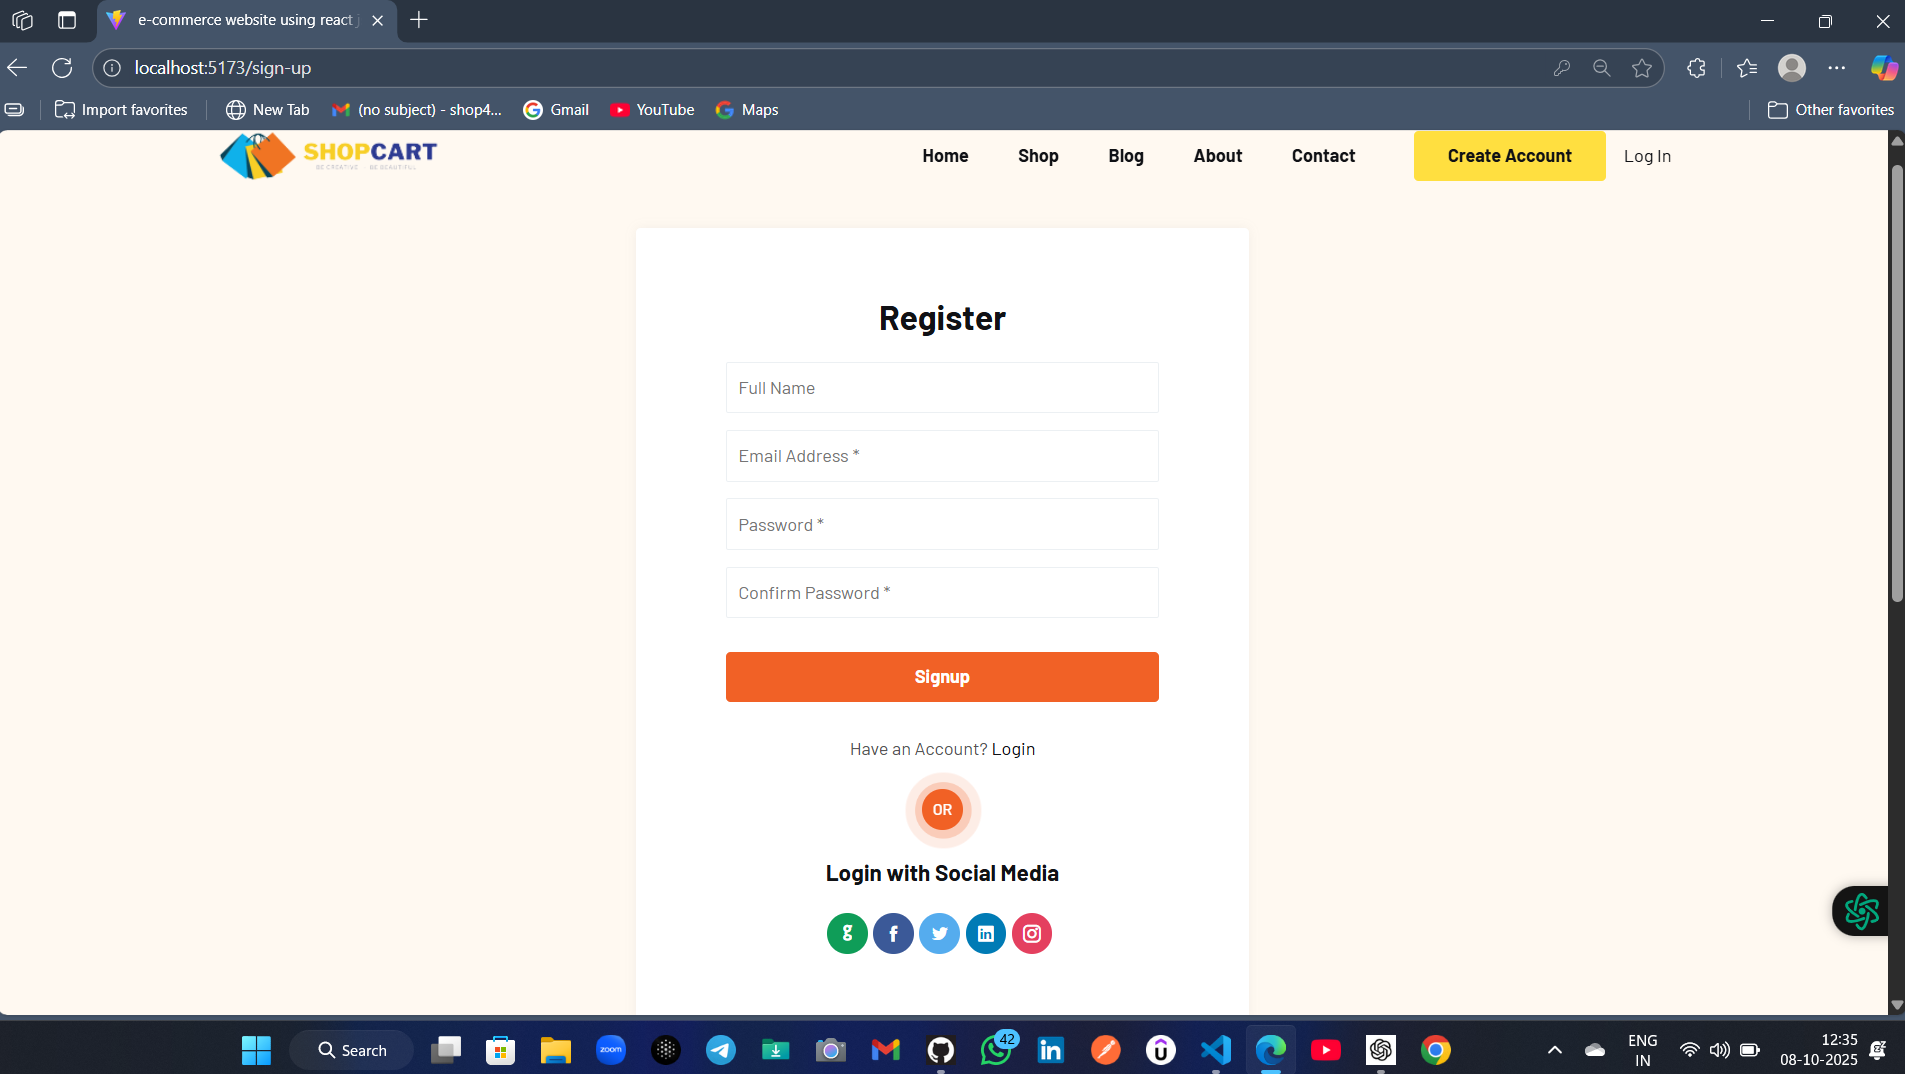 e-commerce website using react j
localhost:5173/sign-up
Import favorites
New Tab
(no subject) - shop4...
Gmail
YouTube
Maps
Other favorites
SHOPCART
BE CREATIVE BE BEAUTIFUL
Home
Shop
Blog
About
Contact
Create Account
Log In
Register
Full Name
Email Address *
Password *
Confirm Password *
Signup
Have an Account? Login
OR
Login with Social Media
Search
zoom
42
ENG
IN
12:35
08-10-2025